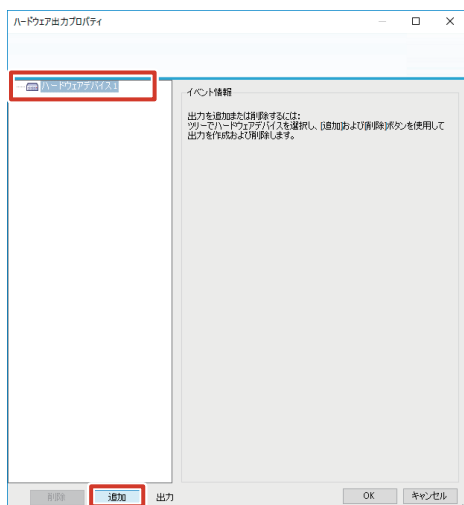 ハードウェア出力プロパティ
ハードウェアデバイス1
イベント情報
出力を追加または削除するには:
ツリーでハードウェアデバイスを選択し、[追加]および[削除]ボタンを使用して
出力を作成および削除します。
削除 追加 出力 OK キャンセル